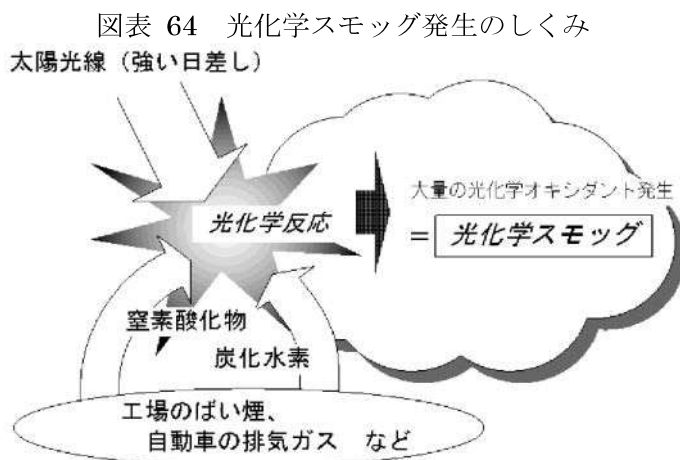 図表 64 光化学スモッグ発生のしくみ
太陽光線（強い日差し）
光化学反応
大量の光化学オキシダント発生
= 光化学スモッグ
窒素酸化物
炭化水素
工場のばい煙、
自動車の排気ガス など